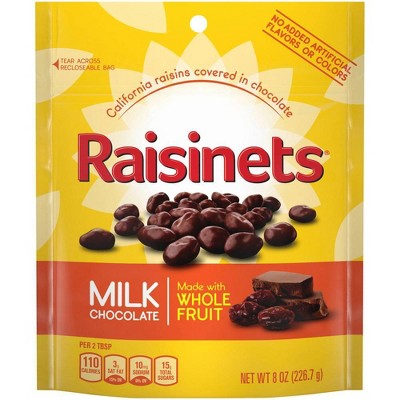 TEAR ACROSS
RECLOSEABLE BAG
NO ADDED ARTIFICIAL
FLAVORS OR COLORS
California raisins covered in chocolate
Raisinets®
MILK
CHOCOLATE
Made with
WHOLE
FRUIT
PER 2 TBSP
110
CALORIES
3g
SAT FAT
10mg
SODIUM
15g
TOTAL
SUGARS
NET WT 8 OZ (226.7 g)